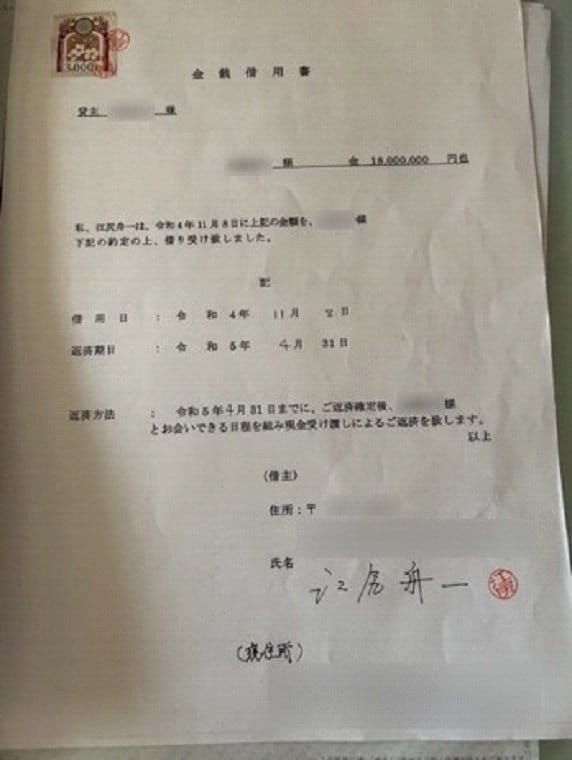 3,000円
金銭借用書
貸主 様
様 金 18,000,000 円也
私、江尻舟一は、令和4年11月8日に上記の金額を、 様
下記の約定の上、借り受け致しました。
記
借用日 : 令和 4年 11月 2日
返済期日 : 令和 5年 4月 31日
返済方法 : 令和5年4月31日までに、ご返済確定後、 様
とお会いできる日程を組み現金受け渡しによるご返済を致します。
以上
(借主)
住所:〒
氏名
江尻舟一
(現住所)